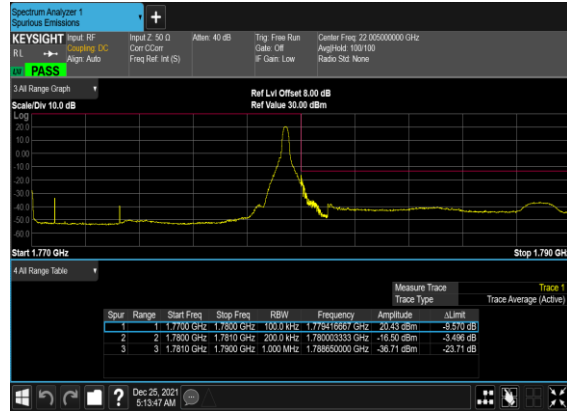 Spectrum Analyzer 1
Spurious Emissions
KEYSIGHT Input: RF Input Z: 50 Ω Atten: 40 dB Trig: Free Run Center Freq: 22.005000000 GHz
RL Coupling: DC Corr CCorr Gate: Off Avg|Hold: 100/100
Align: Auto Freq Ref: Int (S) IF Gain: Low Radio Std: None
PASS
3 All Range Graph
Ref Lvl Offset 8.00 dB
Scale/Div 10.0 dB Ref Value 30.00 dBm
Log
20.0
10.0
0.00
-10.0
-20.0
-30.0
-40.0
-50.0
-60.0
Start 1.770 GHz Stop 1.790 GH
4 All Range Table
Measure Trace Trace 1
Trace Type Trace Average (Active)
Spur Range Start Freq Stop Freq RBW Frequency Amplitude ΔLimit
1 1 1.7700 GHz 1.7800 GHz 100.0 kHz 1.779416667 GHz 20.43 dBm -9.570 dB
2 2 1.7800 GHz 1.7810 GHz 200.0 kHz 1.780003333 GHz -16.50 dBm -3.496 dB
3 3 1.7810 GHz 1.7900 GHz 1.000 MHz 1.788650000 GHz -36.71 dBm -23.71 dB
Dec 25, 2021
5:13:47 AM